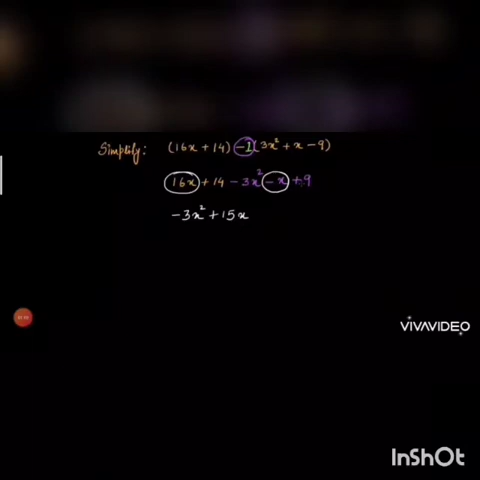 Simplify: (16x + 14) -1(3x² + x - 9)
16x + 14 - 3x² - x + 9
-3x² + 15x
VIVAVIDEO
InShOt